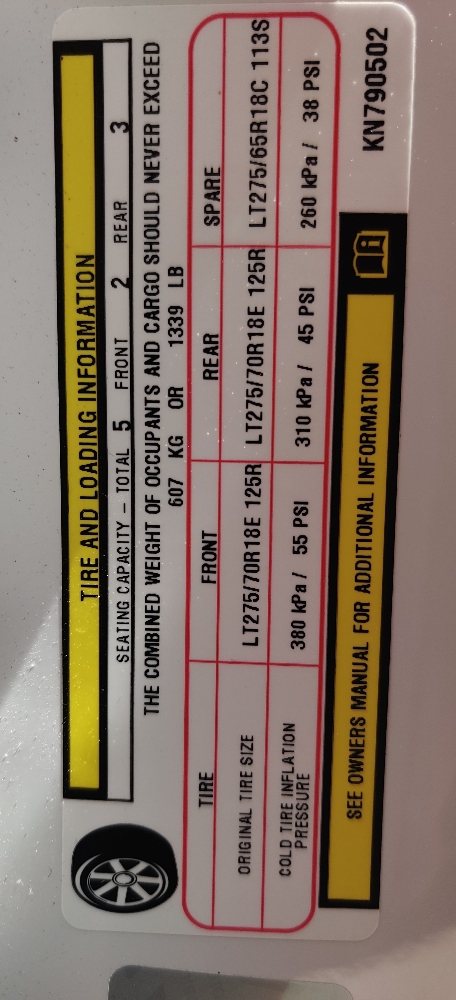 TIRE AND LOADING INFORMATION
SEATING CAPACITY – TOTAL 5 FRONT 2 REAR 3
THE COMBINED WEIGHT OF OCCUPANTS AND CARGO SHOULD NEVER EXCEED
607 KG OR 1339 LB
TIRE FRONT REAR SPARE
ORIGINAL TIRE SIZE LT275/70R18E 125R LT275/70R18E 125R LT275/65R18C 113S
COLD TIRE INFLATION PRESSURE 380 kPa / 55 PSI 310 kPa / 45 PSI 260 kPa / 38 PSI
SEE OWNERS MANUAL FOR ADDITIONAL INFORMATION
KN790502